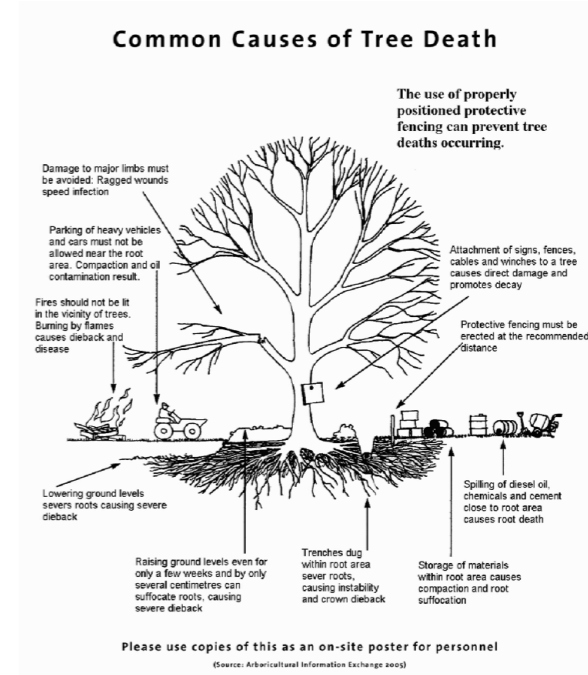 Common Causes of Tree Death
The use of properly
positioned protective
fencing can prevent tree
deaths occurring.
Damage to major limbs must
be avoided: Ragged wounds
speed infection
Parking of heavy vehicles
and cars must not be
allowed near the root
area. Compaction and oil
contamination result.
Fires should not be lit
in the vicinity of trees.
Burning by flames
causes dieback and
disease
Attachment of signs, fences,
cables and winches to a tree
causes direct damage and
promotes decay
Protective fencing must be
erected at the recommended
distance
Lowering ground levels
severs roots causing severe
dieback
Raising ground levels even for
only a few weeks and by only
several centimetres can
suffocate roots, causing
severe dieback
Trenches dug
within root area
sever roots,
causing instability
and crown dieback
Storage of materials
within root area causes
compaction and root
suffocation
Spilling of diesel oil,
chemicals and cement
close to root area
causes root death
Please use copies of this as an on-site poster for personnel
(Source: Arboricultural Information Exchange 2005)